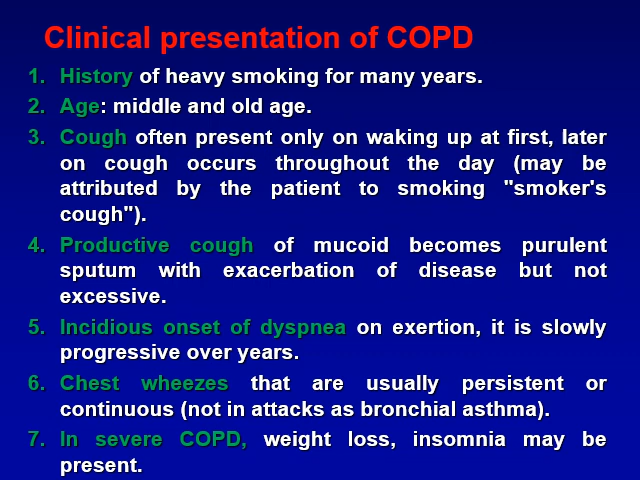 Clinical presentation of COPD
1. History of heavy smoking for many years.
2. Age: middle and old age.
3. Cough often present only on waking up at first, later
on cough occurs throughout the day (may be
attributed by the patient to smoking "smoker's
cough").
4. Productive cough of mucoid becomes purulent
sputum with exacerbation of disease but not
excessive.
5. Incidious onset of dyspnea on exertion, it is slowly
progressive over years.
6. Chest wheezes that are usually persistent or
continuous (not in attacks as bronchial asthma).
7. In severe COPD, weight loss, insomnia may be
present.